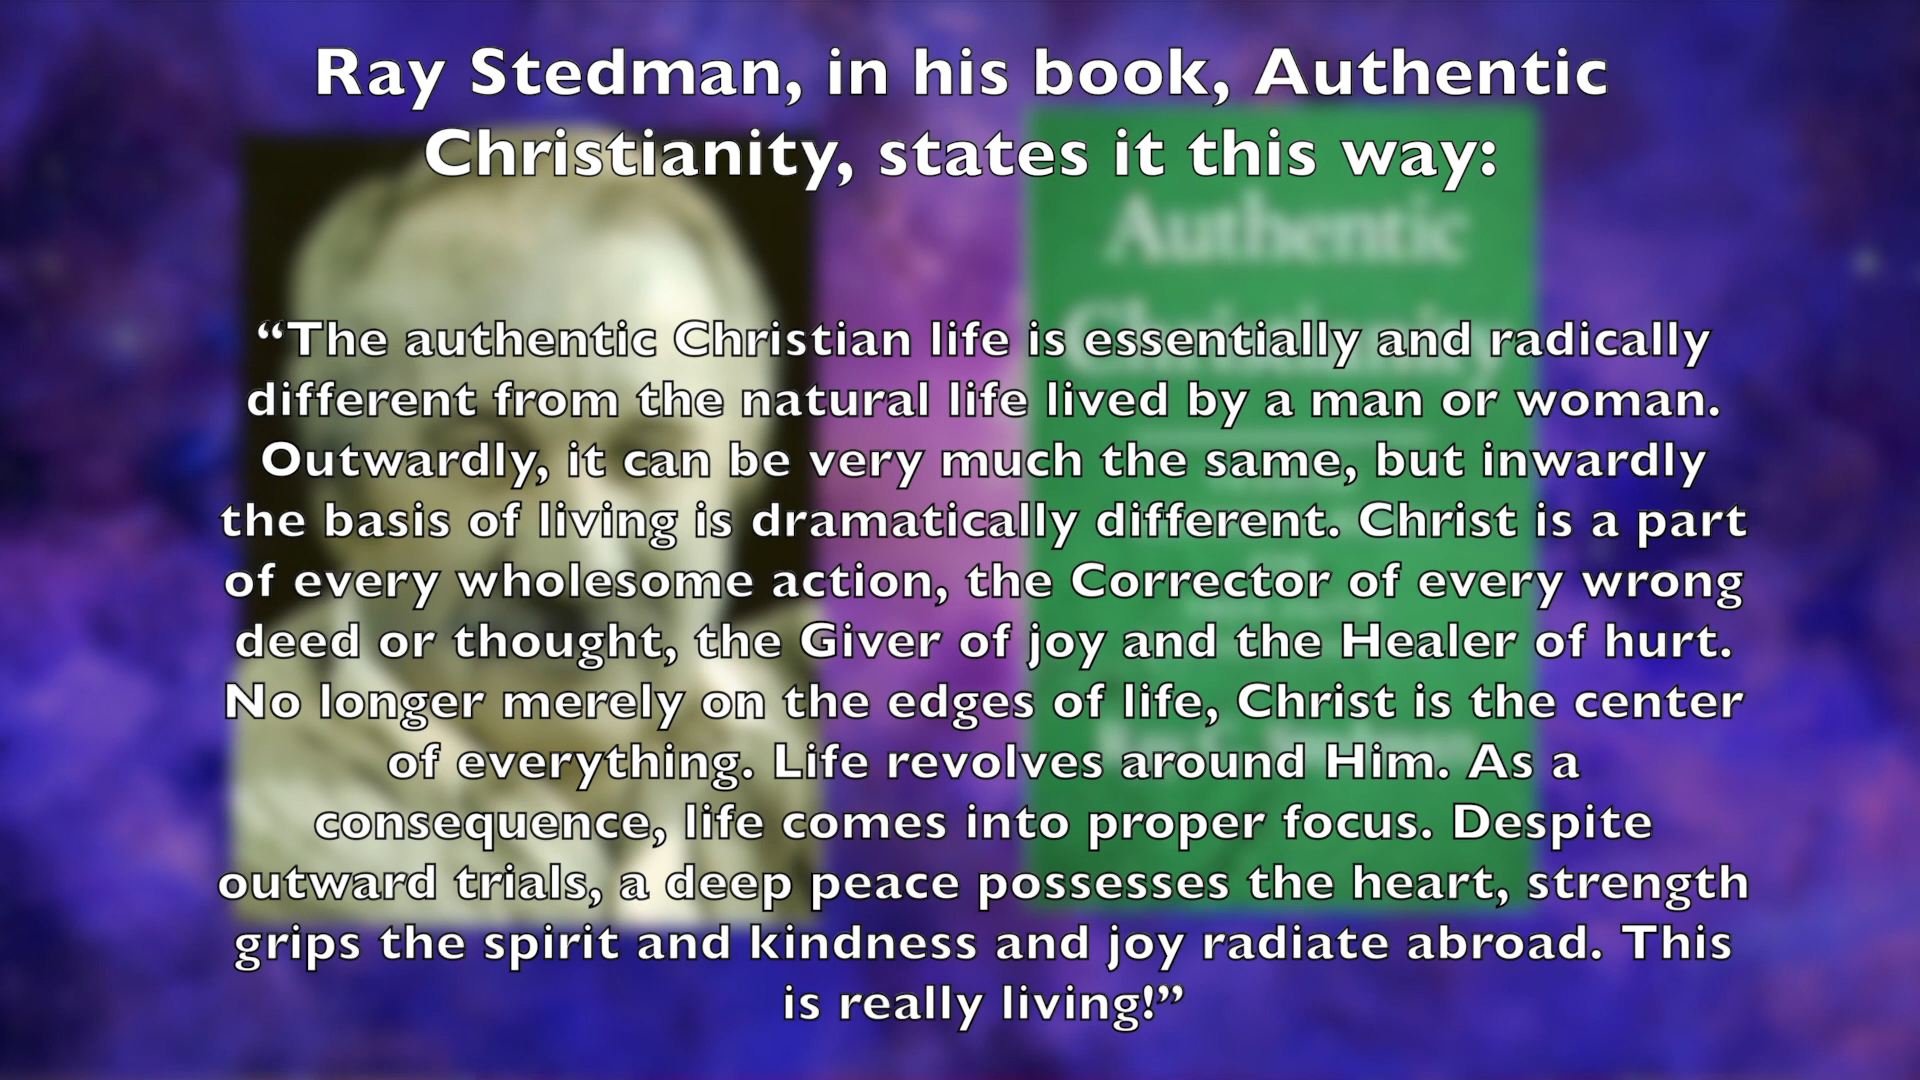 Ray Stedman, in his book, Authentic
Christianity, states it this way:
Authentic
Christianity
“The authentic Christian life is essentially and radically
different from the natural life lived by a man or woman.
Outwardly, it can be very much the same, but inwardly
the basis of living is dramatically different. Christ is a part
of every wholesome action, the Corrector of every wrong
deed or thought, the Giver of joy and the Healer of hurt.
No longer merely on the edges of life, Christ is the center
of everything. Life revolves around Him. As a
consequence, life comes into proper focus. Despite
outward trials, a deep peace possesses the heart, strength
grips the spirit and kindness and joy radiate abroad. This
is really living!”